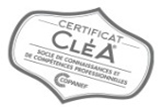 CERTIFICAT
CléA®
SOCLE DE CONNAISSANCES ET
DE COMPÉTENCES PROFESSIONNELLES
COPANEF